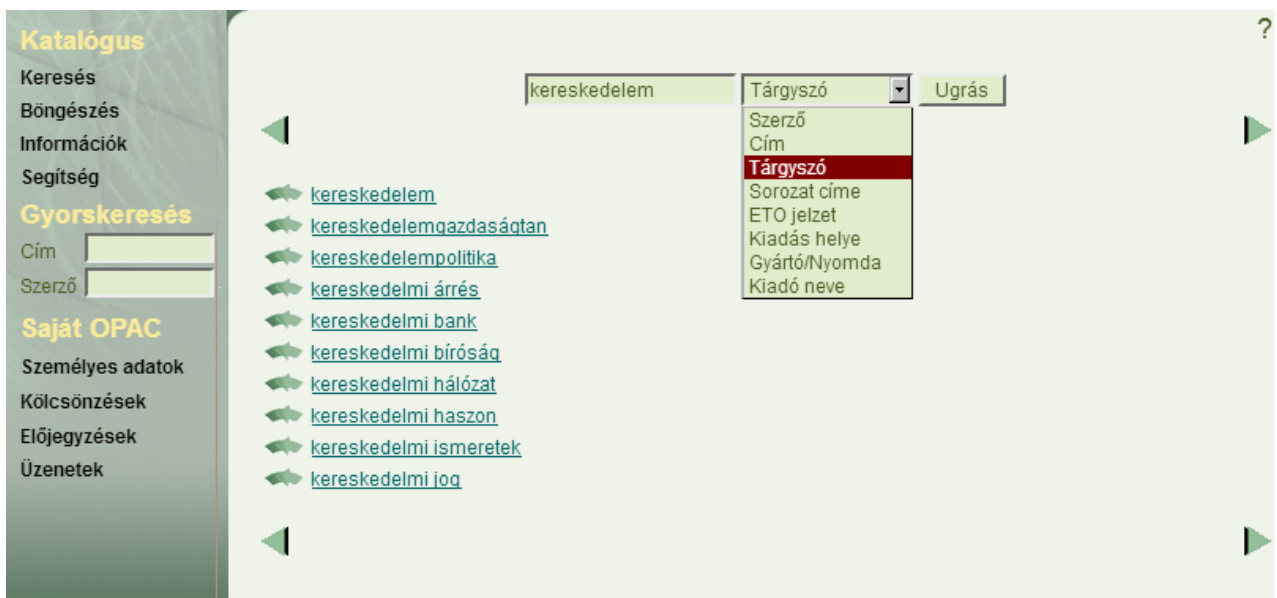 Katalógus
Keresés
Böngészés
Információk
Segítség
Gyorskeresés
Cím
Szerző
Saját OPAC
Személyes adatok
Kölcsönzések
Előjegyzések
Üzenetek
?
kereskedelem Tárgyszó Ugrás
Szerző
Cím
Tárgyszó
Sorozat címe
ETO jelzet
Kiadás helye
Gyártó/Nyomda
Kiadó neve
kereskedelem
kereskedelemgazdaságtan
kereskedelempolitika
kereskedelmi árrés
kereskedelmi bank
kereskedelmi bíróság
kereskedelmi hálózat
kereskedelmi haszon
kereskedelmi ismeretek
kereskedelmi jog